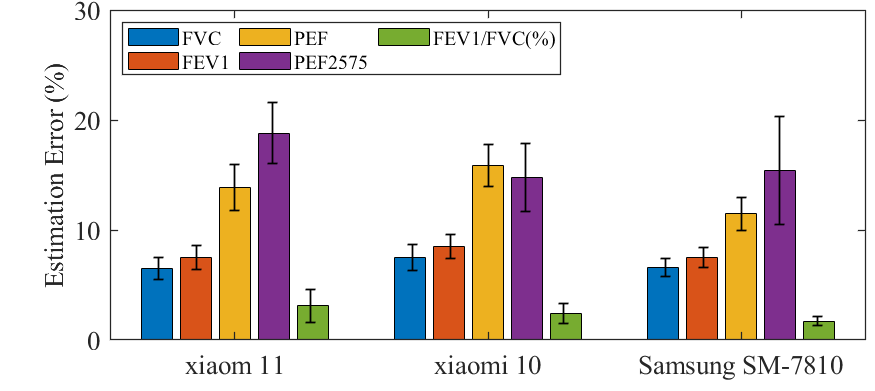 30
20
10
0
Estimation Error (%)
FVC PEF FEV1/FVC(%)
FEV1 PEF2575
xiaom 11 xiaomi 10 Samsung SM-7810